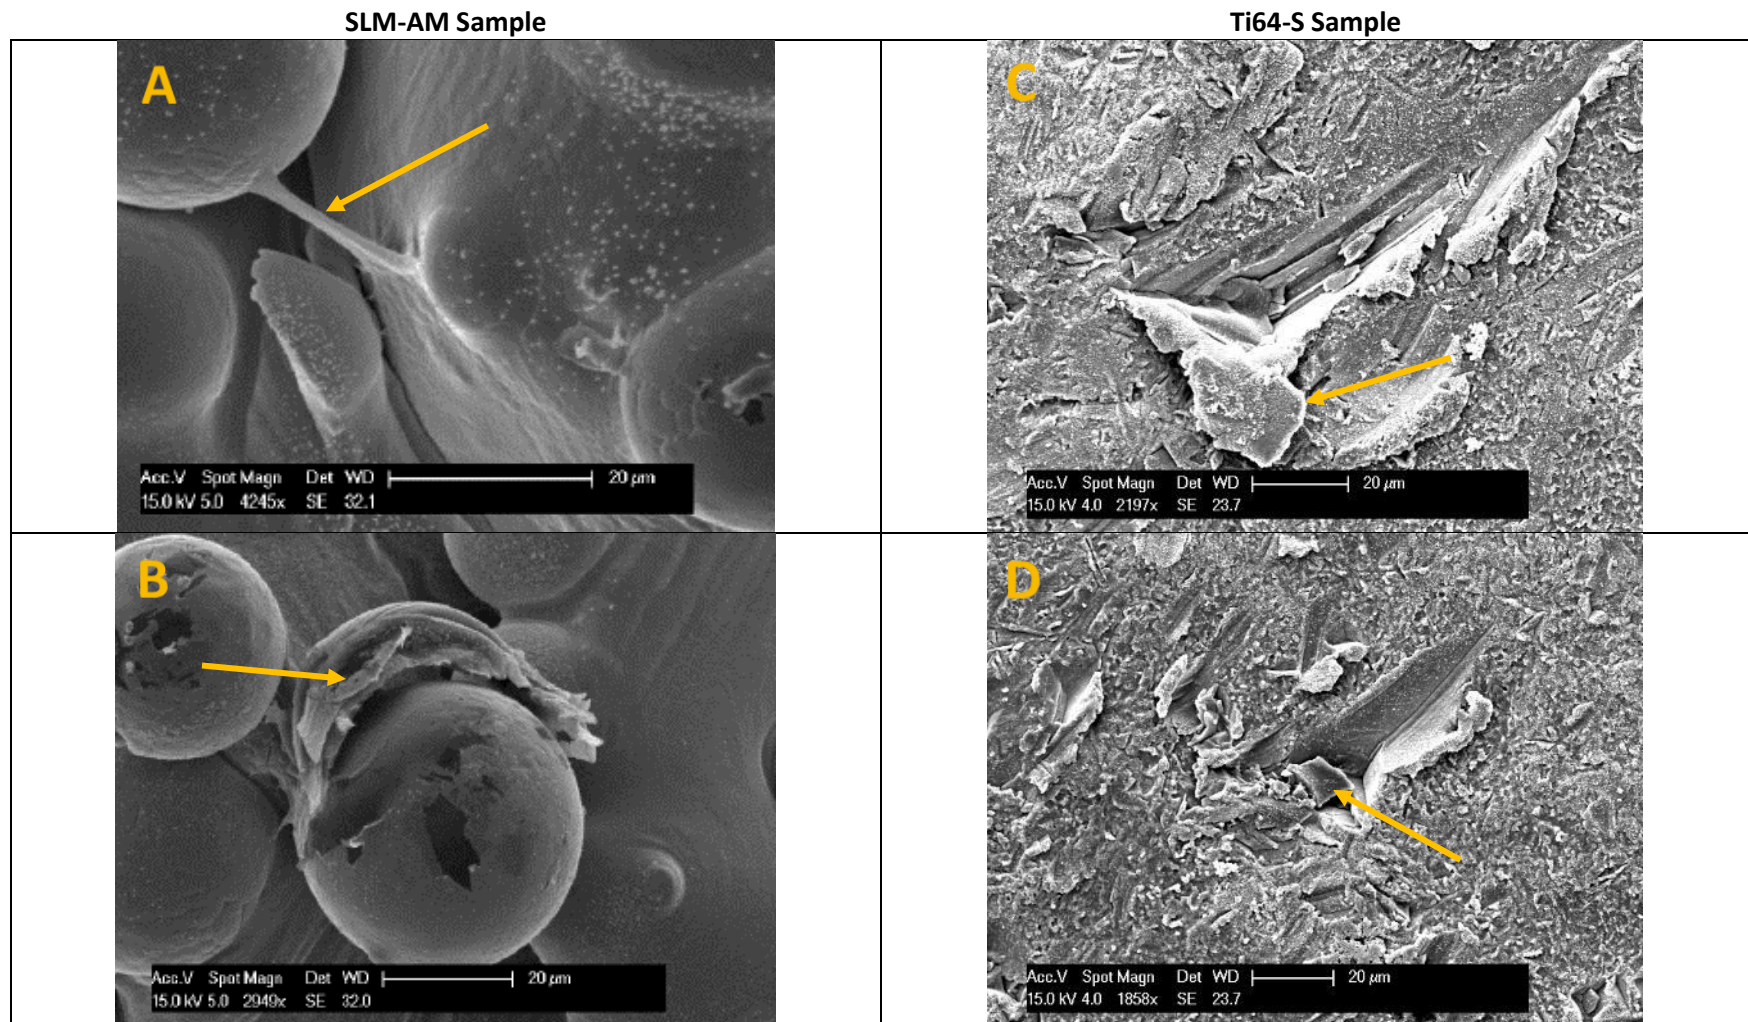 SLM-AM Sample
Ti64-S Sample
A
Acc.V Spot Magn Det WD 20 µm
15.0 kV 5.0 4245x SE 32.1
C
Acc.V Spot Magn Det WD 20 µm
15.0 kV 4.0 2197x SE 23.7
B
Acc.V Spot Magn Det WD 20 µm
15.0 kV 5.0 2949x SE 32.0
D
Acc.V Spot Magn Det WD 20 µm
15.0 kV 4.0 1858x SE 23.7